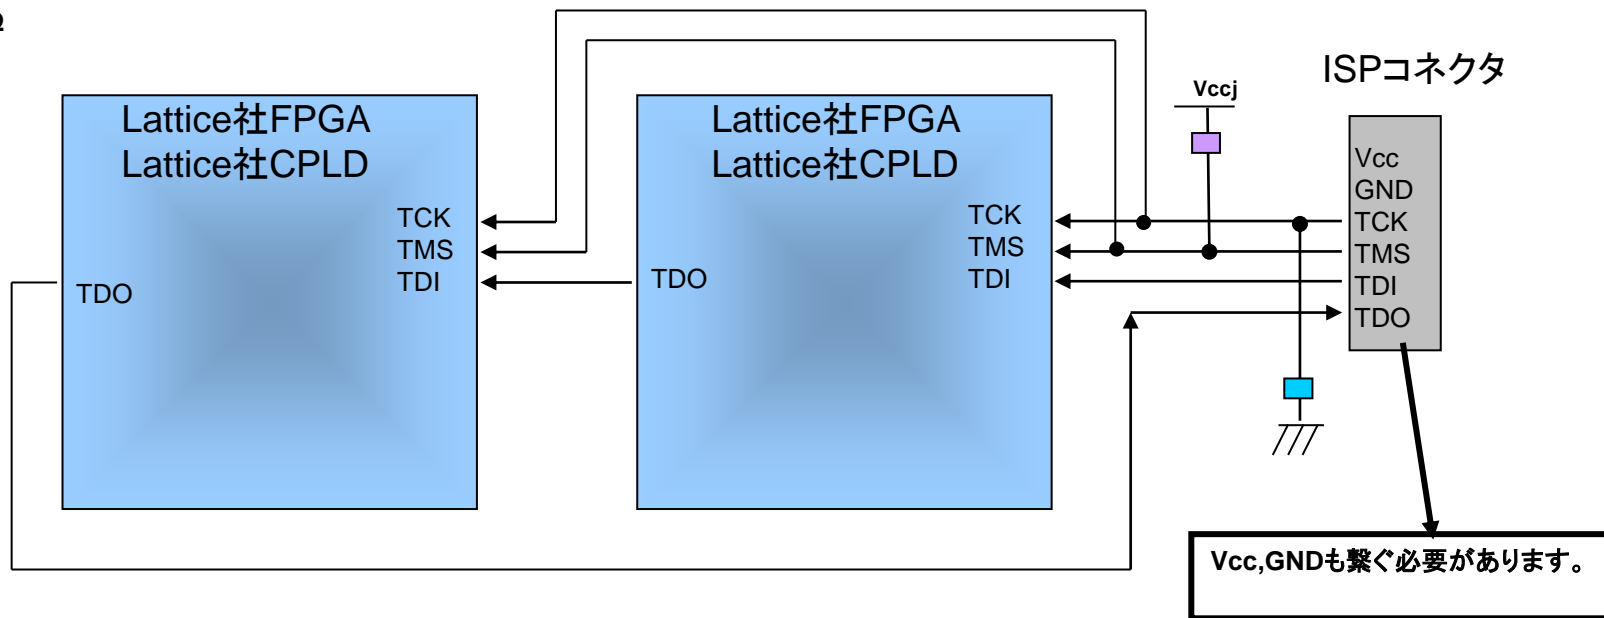 Ω
ISPコネクタ
Vccj
Lattice社FPGA
Lattice社CPLD
TCK
TMS
TDI
TDO
Lattice社FPGA
Lattice社CPLD
TCK
TMS
TDI
TDO
Vcc
GND
TCK
TMS
TDI
TDO
Vcc,GNDも繋ぐ必要があります。